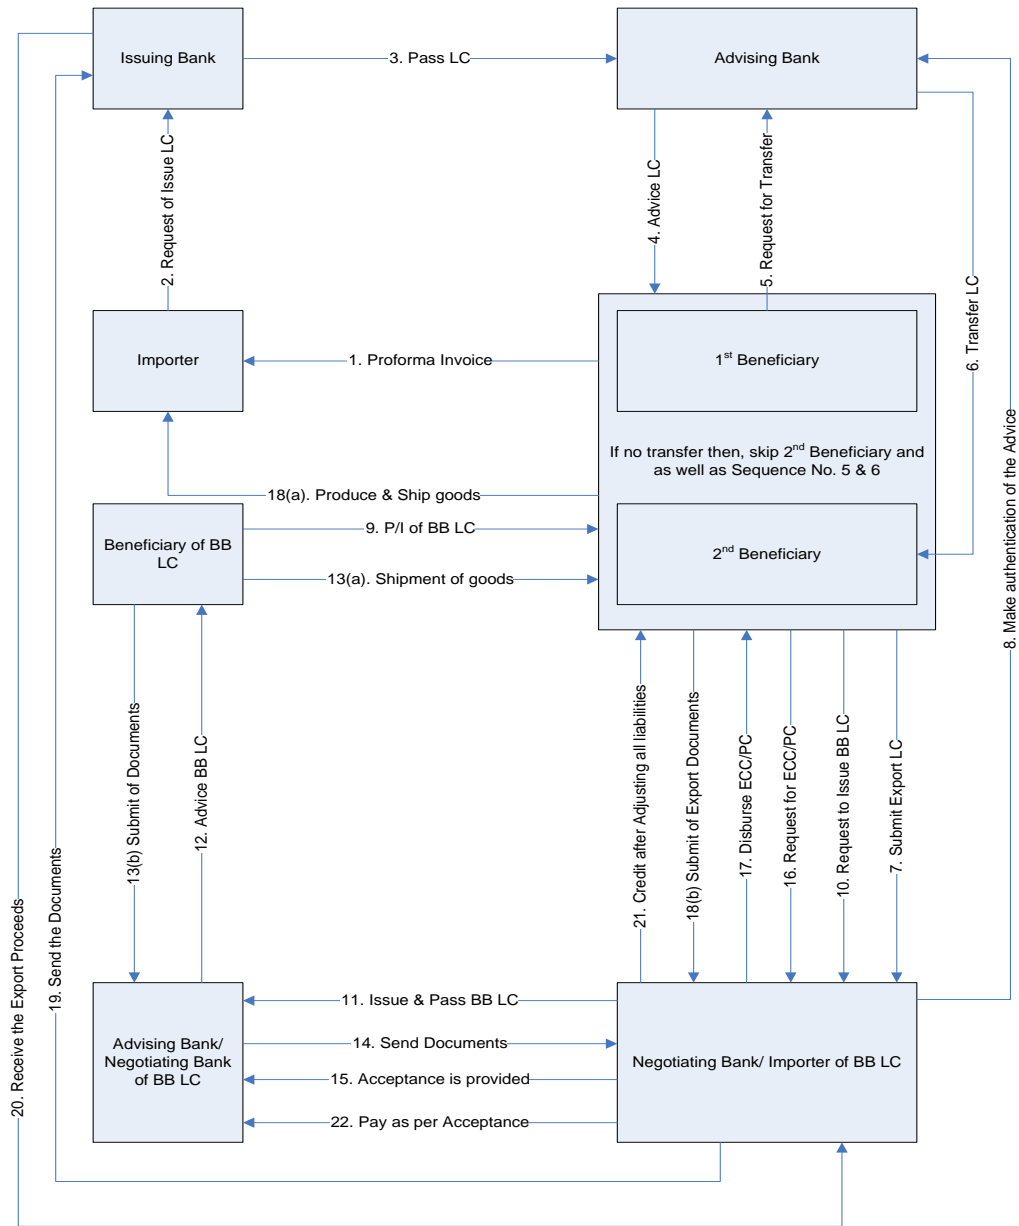 Issuing Bank
3. Pass LC
Advising Bank
2. Request of Issue LC
4. Advice LC
5. Request for Transfer
6. Transfer LC
Importer
1. Proforma Invoice
1st Beneficiary
If no transfer then, skip 2nd Beneficiary and
as well as Sequence No. 5 & 6
18(a). Produce & Ship goods
Beneficiary of BB
LC
9. P/I of BB LC
13(a). Shipment of goods
2nd Beneficiary
8. Make authentication of the Advice
13(b) Submit of Documents
12. Advice BB LC
21. Credit after Adjusting all liabilities
18(b) Submit of Export Documents
17. Disburse ECC/PC
16. Request for ECC/PC
10. Request to Issue BB LC
7. Submit Export LC
20. Receive the Export Proceeds
19. Send the Documents
Advising Bank/
Negotiating Bank
of BB LC
11. Issue & Pass BB LC
14. Send Documents
15. Acceptance is provided
22. Pay as per Acceptance
Negotiating Bank/ Importer of BB LC